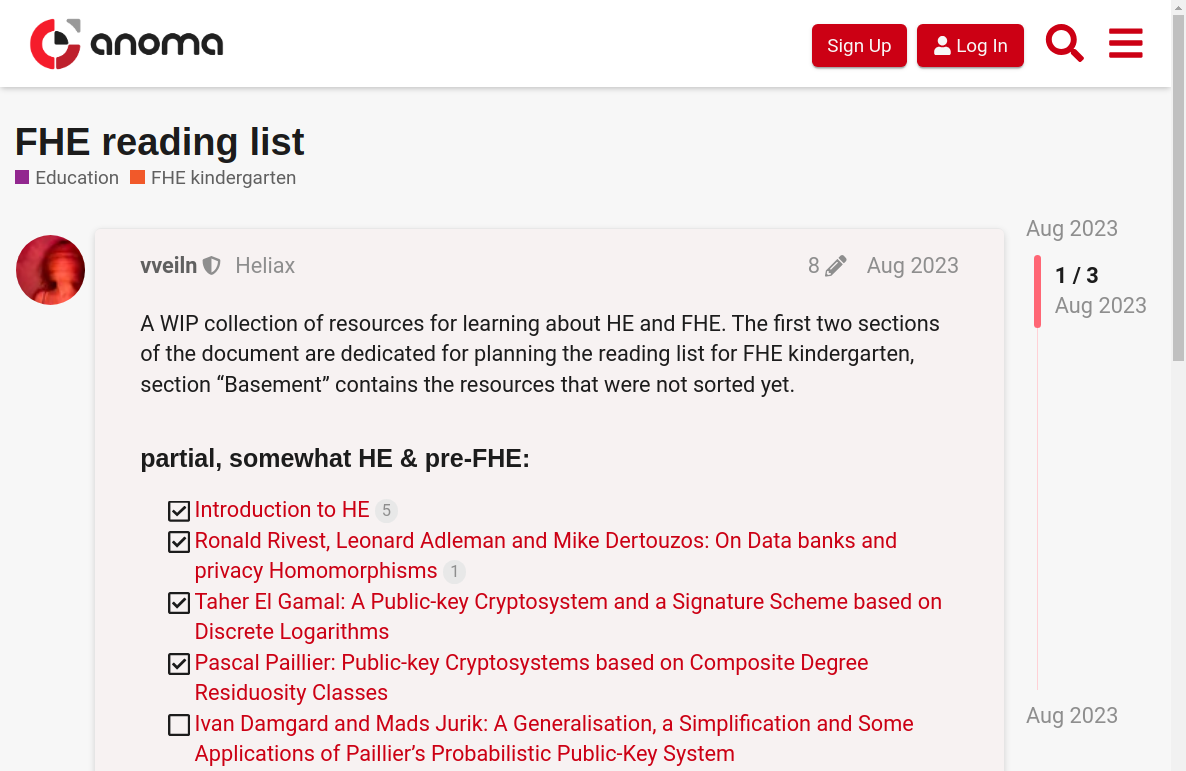 anoma
Sign Up
Log In
FHE reading list
Education FHE kindergarten
Aug 2023
vveiln Heliax 8 Aug 2023
1 / 3
Aug 2023
A WIP collection of resources for learning about HE and FHE. The first two sections
of the document are dedicated for planning the reading list for FHE kindergarten,
section “Basement” contains the resources that were not sorted yet.
partial, somewhat HE & pre-FHE:
Introduction to HE 5
Ronald Rivest, Leonard Adleman and Mike Dertouzos: On Data banks and
privacy Homomorphisms 1
Taher El Gamal: A Public-key Cryptosystem and a Signature Scheme based on
Discrete Logarithms
Pascal Paillier: Public-key Cryptosystems based on Composite Degree
Residuosity Classes
Ivan Damgard and Mads Jurik: A Generalisation, a Simplification and Some
Applications of Paillier’s Probabilistic Public-Key System
Aug 2023